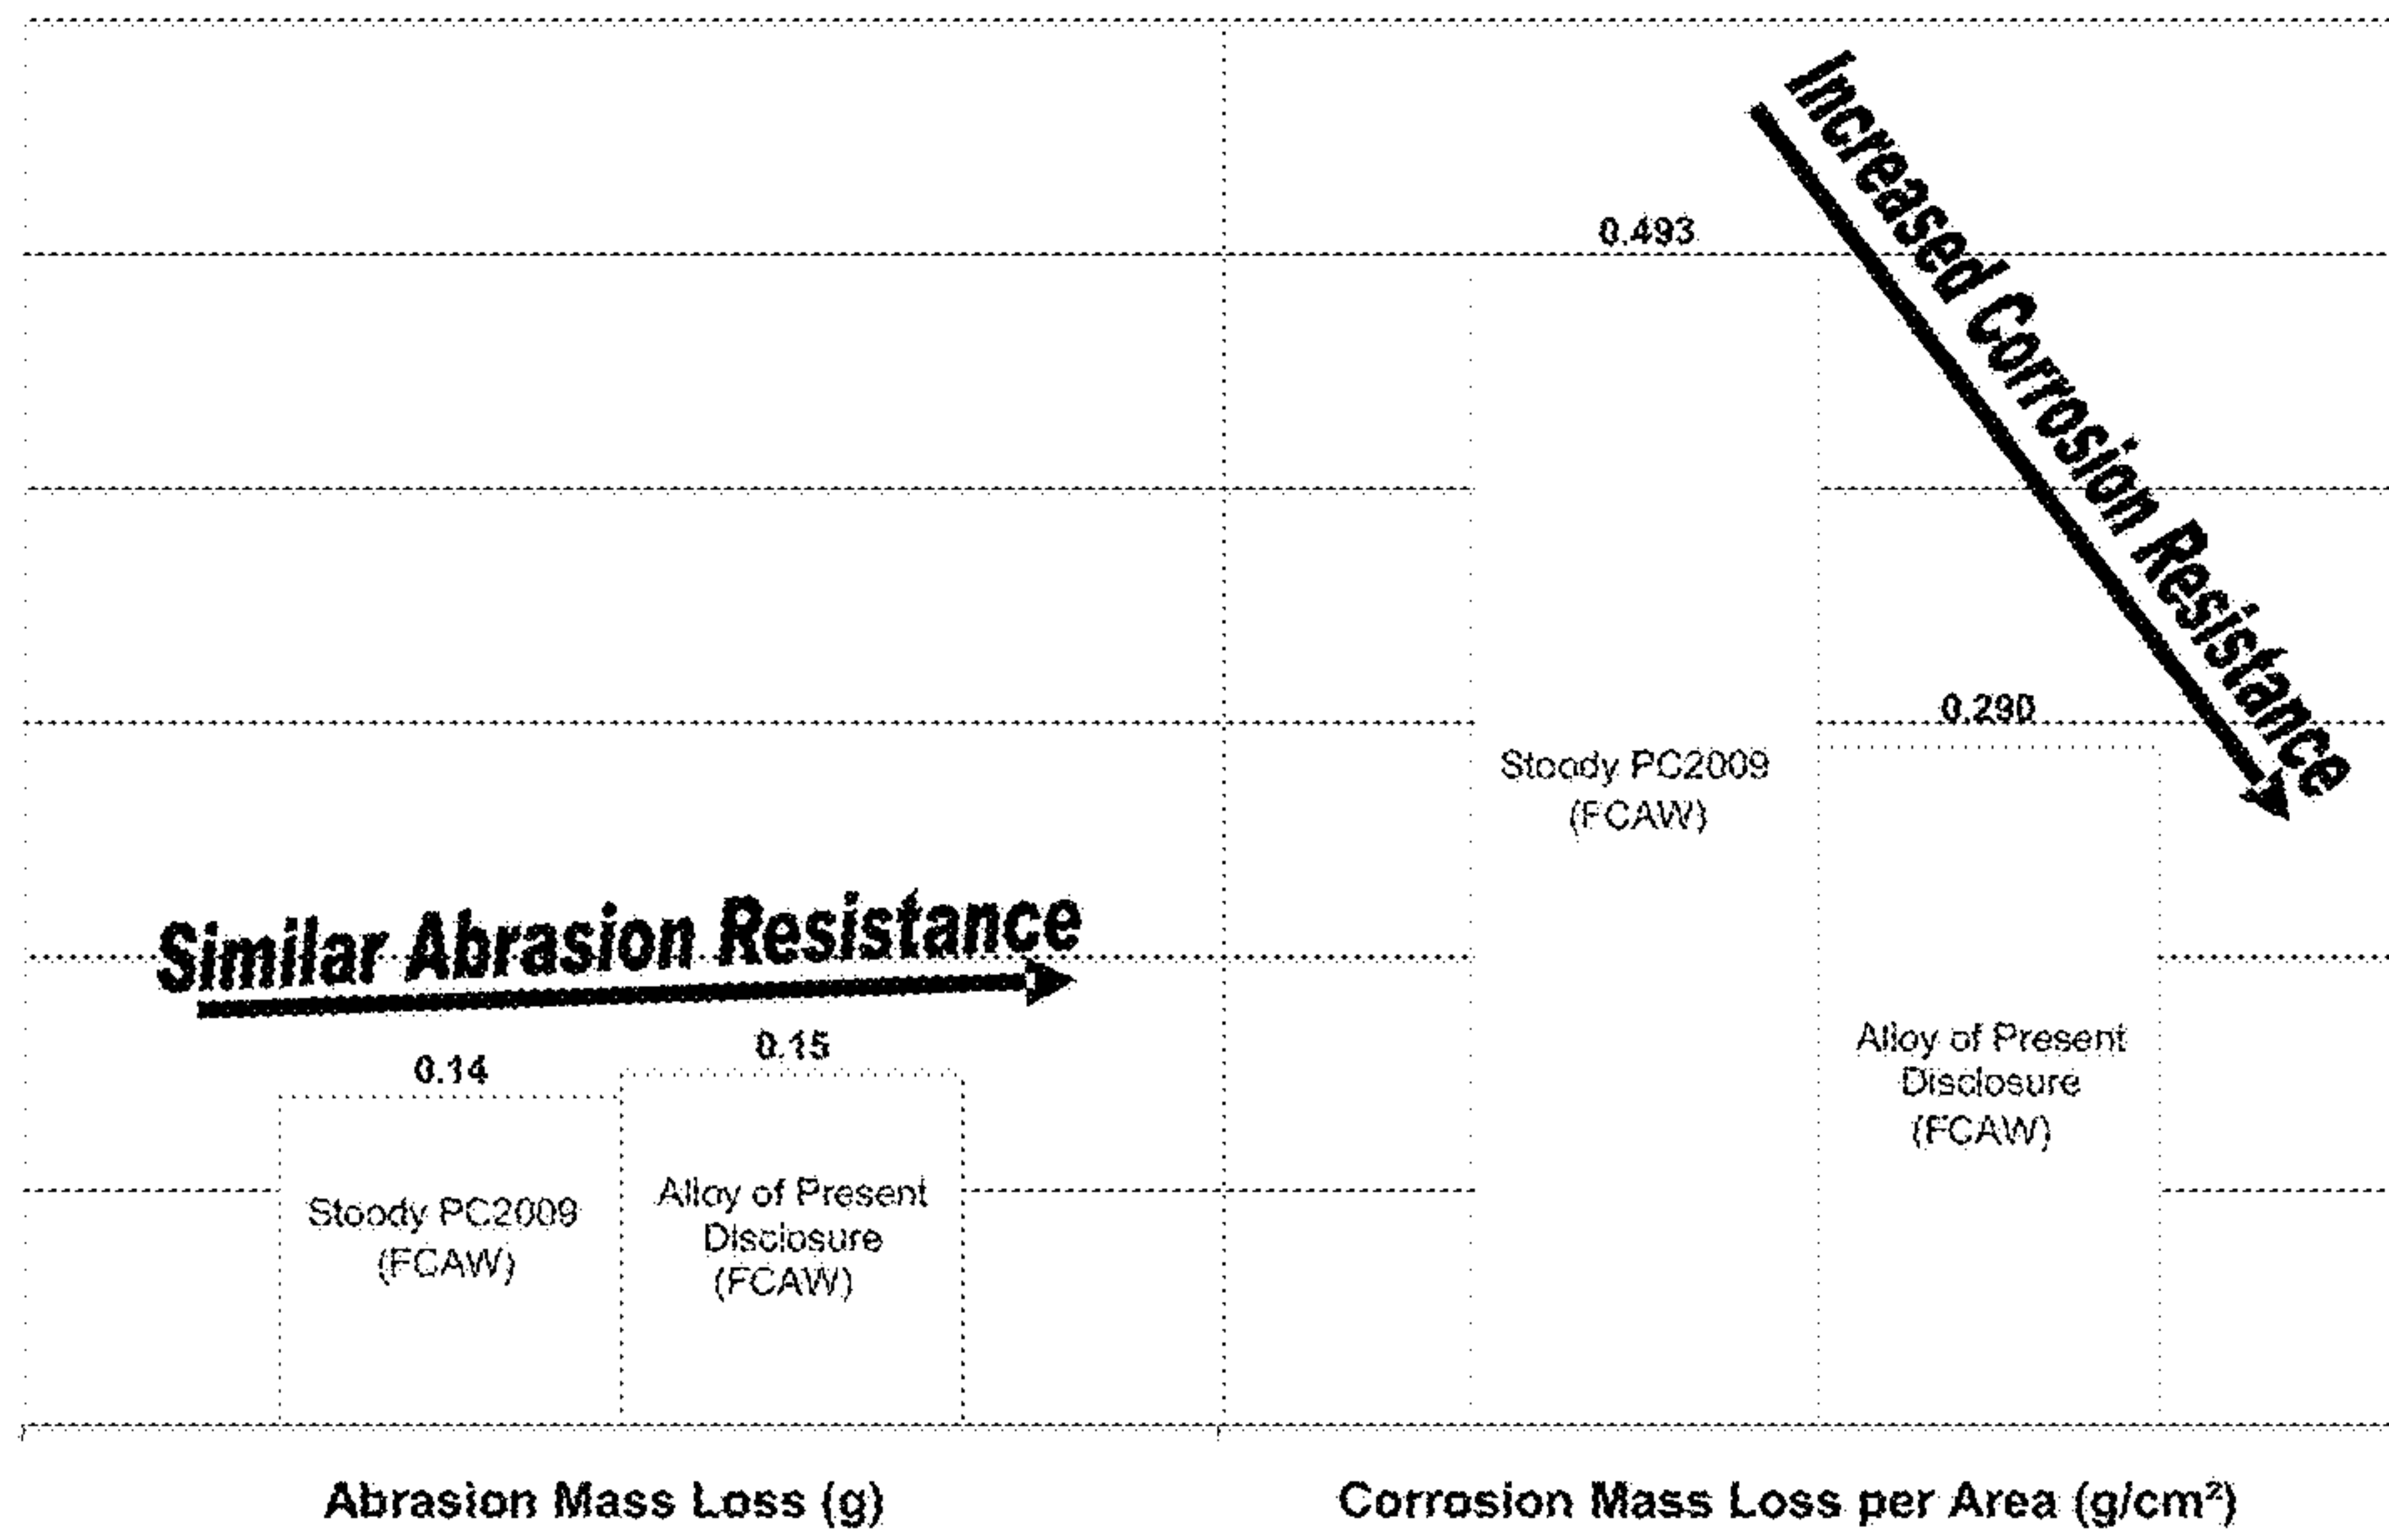 Increased Corrosion Resistance
0.493
0.290
Stoody PC2009
(FCAW)
Similar Abrasion Resistance
0.14
0.15
Alloy of Present
Disclosure
(FCAW)
Stoody PC2009
(FCAW)
Alloy of Present
Disclosure
(FCAW)
Abrasion Mass Loss (g)
Corrosion Mass Loss per Area (g/cm²)